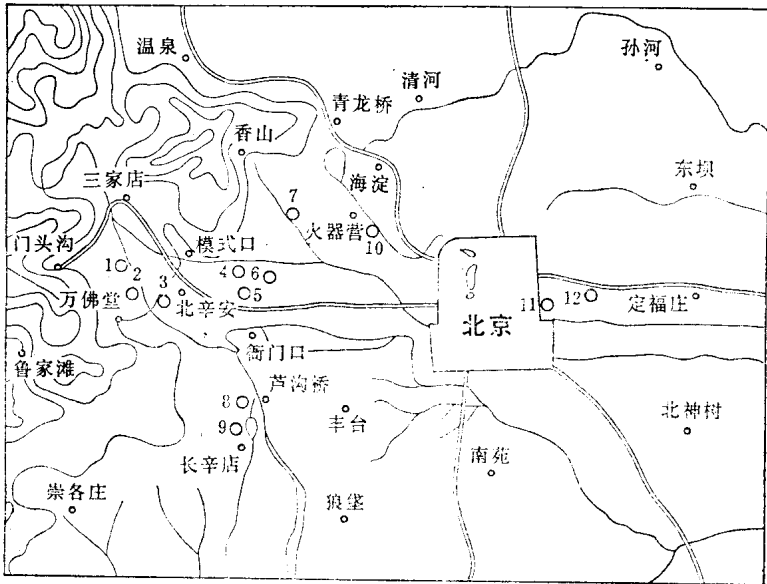 温泉
孙河
清河
青龙桥
香山
东坝
三家店
海淀
7
火器营
10
门头沟
模式口
1
4
6
2
5
万佛堂
3
北辛安
11
12
定福庄
北京
衙门口
鲁家滩
芦沟桥
8
丰台
北神村
9
长辛店
南苑
崇各庄
狼垡